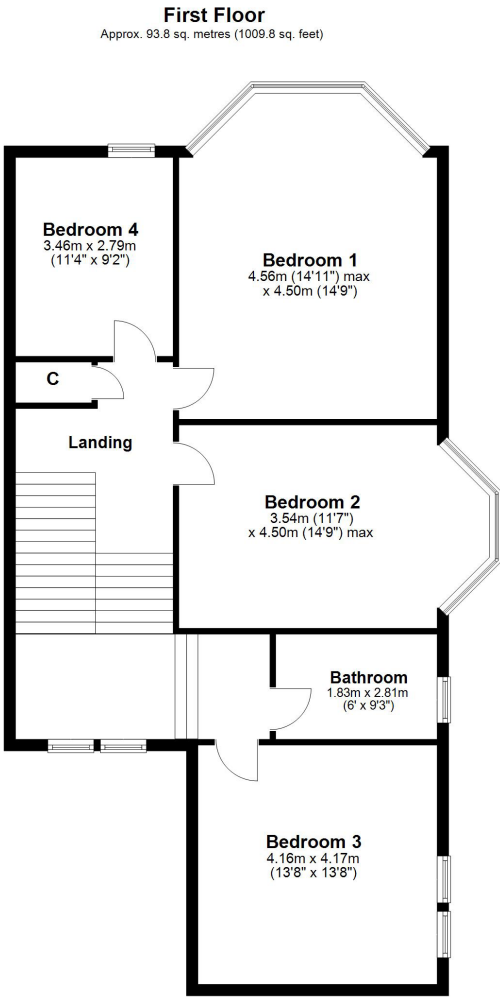 First Floor
Approx. 93.8 sq. metres (1009.8 sq. feet)
Bedroom 4
3.46m x 2.79m
(11'4" x 9'2")
Bedroom 1
4.56m (14'11") max
x 4.50m (14'9")
C
Landing
Bedroom 2
3.54m (11'7")
x 4.50m (14'9") max
Bathroom
1.83m x 2.81m
(6' x 9'3")
Bedroom 3
4.16m x 4.17m
(13'8" x 13'8")